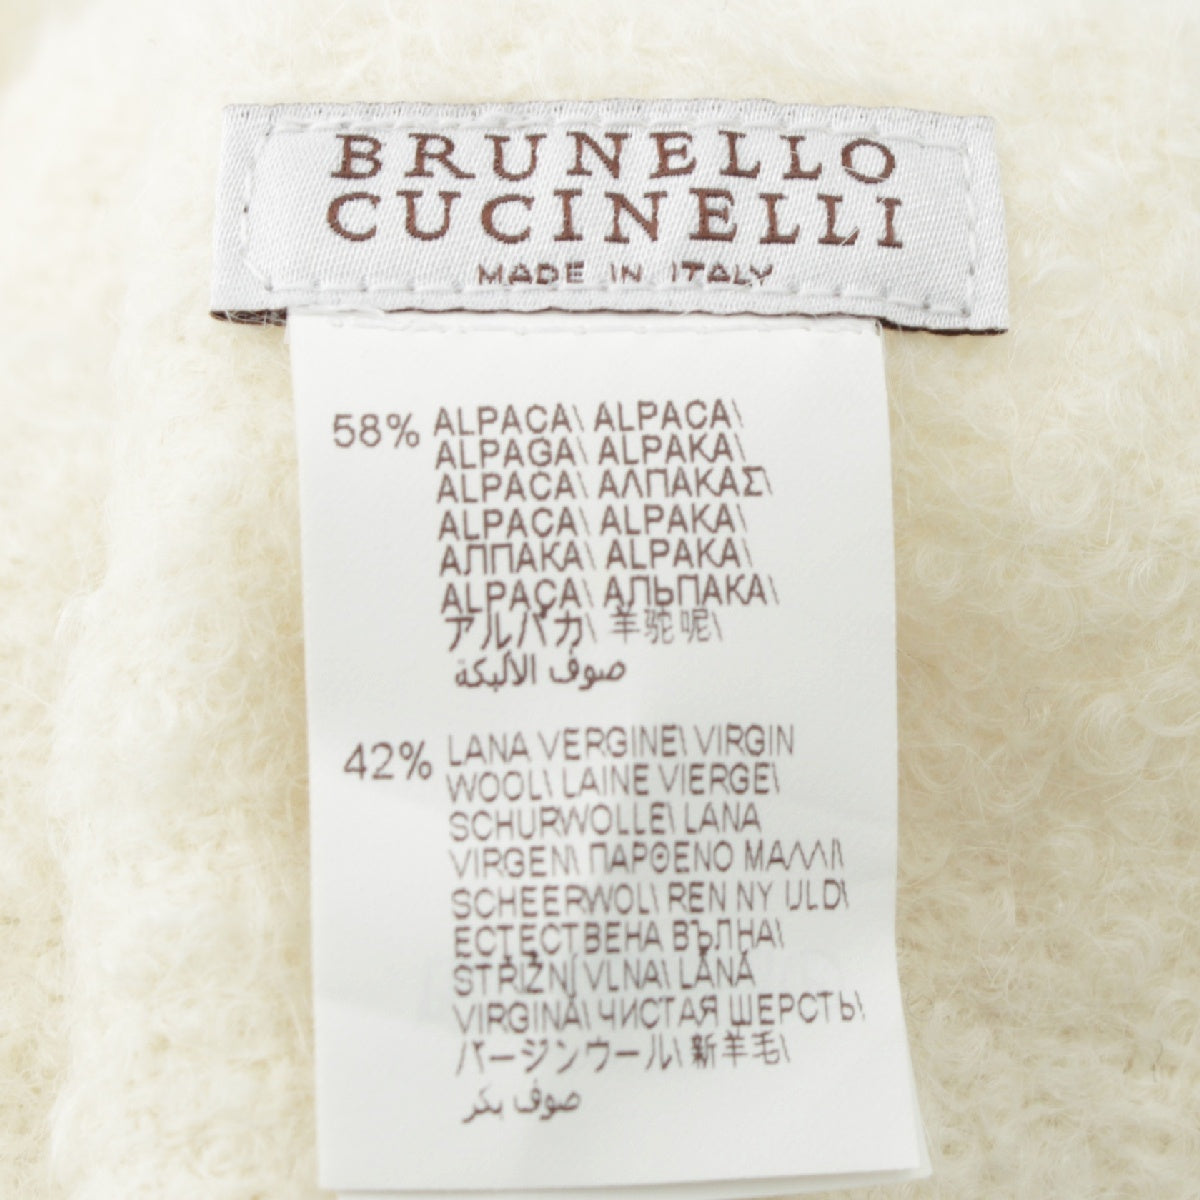 BRUNELLO
CUCINELLI
MADE IN ITALY
58% ALPACA\ ALPACA\
ALPAGA\ ALPAKA\
ALPACA\ ΑΛΠΑΚΑΣ\
ALPACA\ ALPAKA\
АЛПАКА\ ALPAKA\
ALPACA\ АЛЬПАКА\
アルパカ\ 羊驼呢\
صوف الألبكة
42% LANA VERGINE\ VIRGIN
WOOL\ LAINE VIERGE\
SCHURWOLLE\ LANA
VIRGEN\ ΠΑΡΘΕΝΟ ΜΑΛΛΙ\
SCHEERWOL\ REN NY ULD\
ЕСТЕСТВЕНА ВЪЛНА\
STŘIŽNÍ VLNA\ LÂNĂ
VIRGINĂ\ ЧИСТАЯ ШЕРСТЬ\
バージンウール\ 新羊毛\
صوف بكر